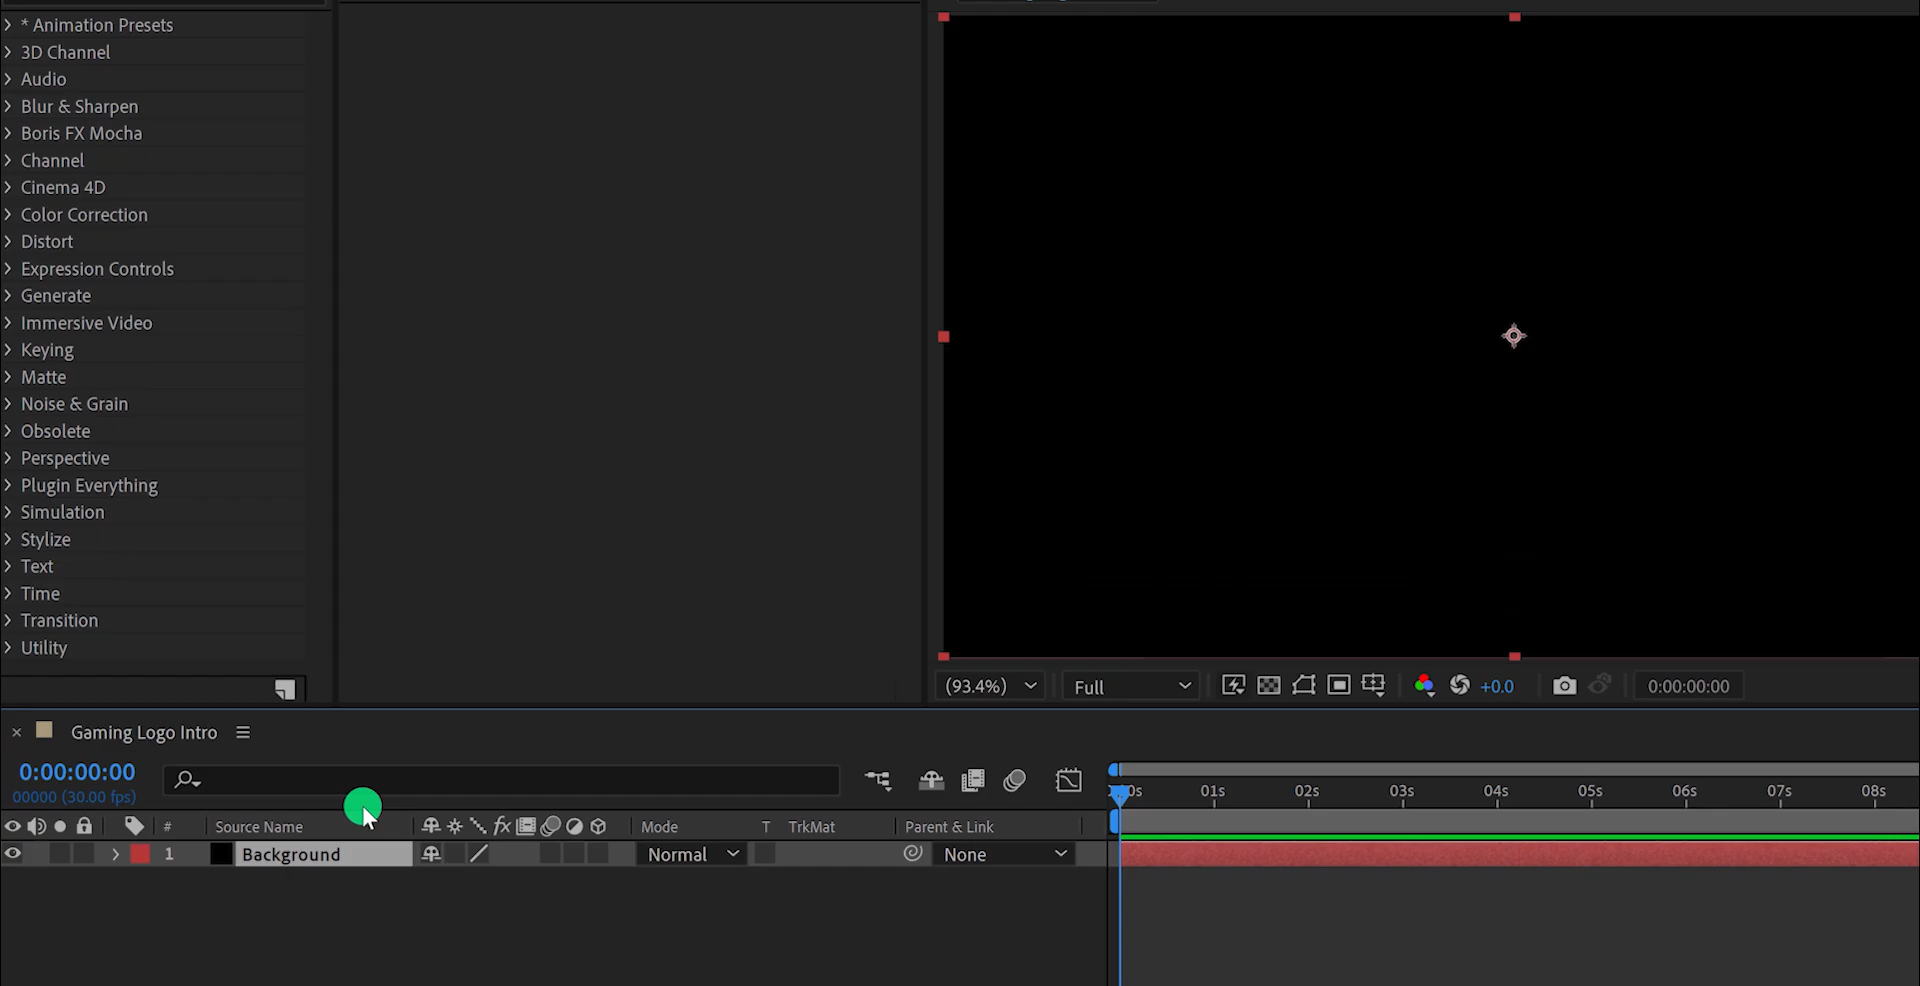 * Animation Presets
3D Channel
Audio
Blur & Sharpen
Boris FX Mocha
Channel
Cinema 4D
Color Correction
Distort
Expression Controls
Generate
Immersive Video
Keying
Matte
Noise & Grain
Obsolete
Perspective
Plugin Everything
Simulation
Stylize
Text
Time
Transition
Utility
(93.4%) Full +0.0 0:00:00:00
Gaming Logo Intro
0:00:00:00
00000 (30.00 fps)
0s 01s 02s 03s 04s 05s 06s 07s 08s
# Source Name fx Mode T TrkMat Parent & Link
1 Background Normal None